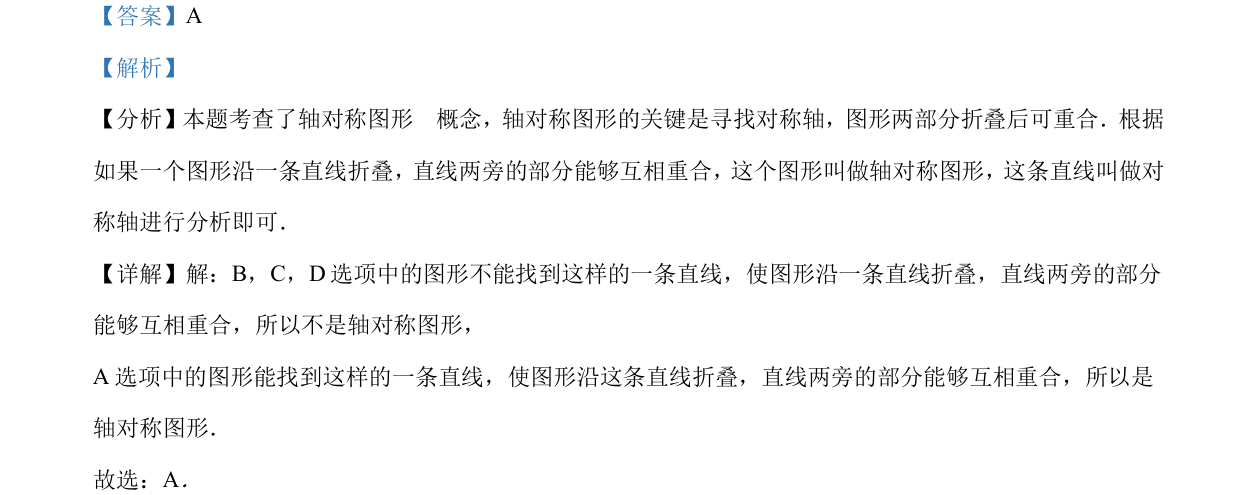 【答案】A
【解析】
【分析】本题考查了轴对称图形 概念，轴对称图形的关键是寻找对称轴，图形两部分折叠后可重合．根据
如果一个图形沿一条直线折叠，直线两旁的部分能够互相重合，这个图形叫做轴对称图形，这条直线叫做对
称轴进行分析即可．
【详解】解：B，C，D 选项中的图形不能找到这样的一条直线，使图形沿一条直线折叠，直线两旁的部分
能够互相重合，所以不是轴对称图形，
A 选项中的图形能找到这样的一条直线，使图形沿这条直线折叠，直线两旁的部分能够互相重合，所以是
轴对称图形．
故选：A．